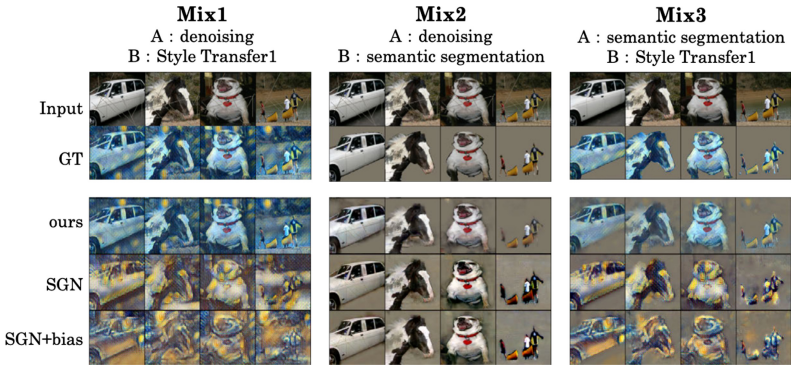 Mix1
A : denoising
B : Style Transfer1
Mix2
A : denoising
B : semantic segmentation
Mix3
A : semantic segmentation
B : Style Transfer1
Input
GT
ours
SGN
SGN+bias